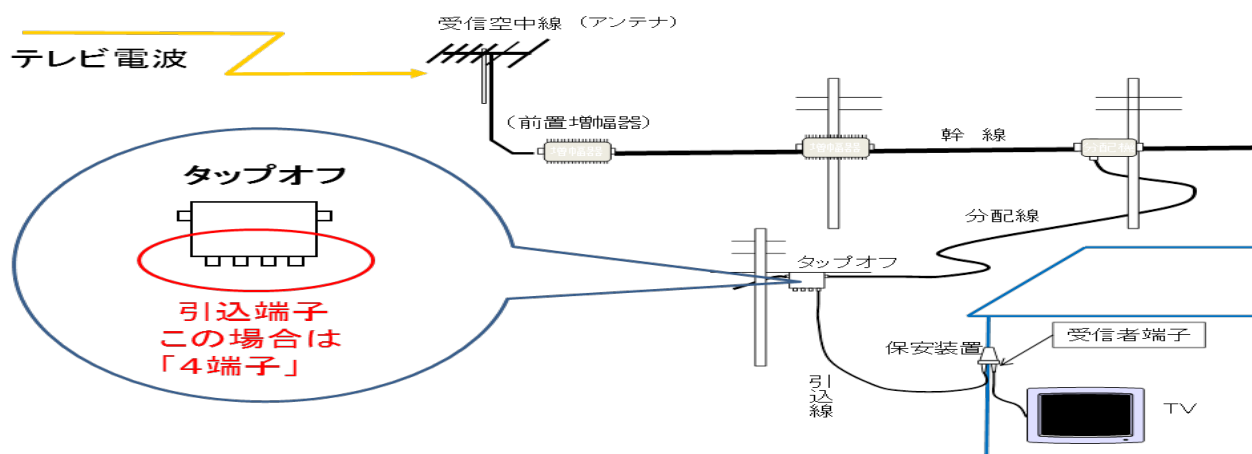 受信空中線 (アンテナ)
テレビ電波
(前置増幅器)
幹 線
タップオフ
分配線
タップオフ
引込端子
この場合は
「4端子」
保安装置
受信者端子
引込線
TV